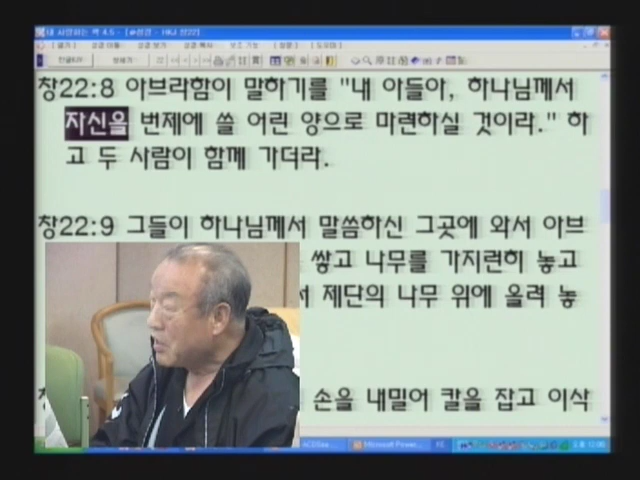 창22:8 아브라함이 말하기를 "내 아들아, 하나님께서
자신을 번제에 쓸 어린 양으로 마련하실 것이라." 하
고 두 사람이 함께 가더라.
창22:9 그들이 하나님께서 말씀하신 그곳에 와서 아브
쌓고 나무를 가지런히 놓고
제단의 나무 위에 올려 놓
손을 내밀어 칼을 잡고 이삭
Microsoft Power...